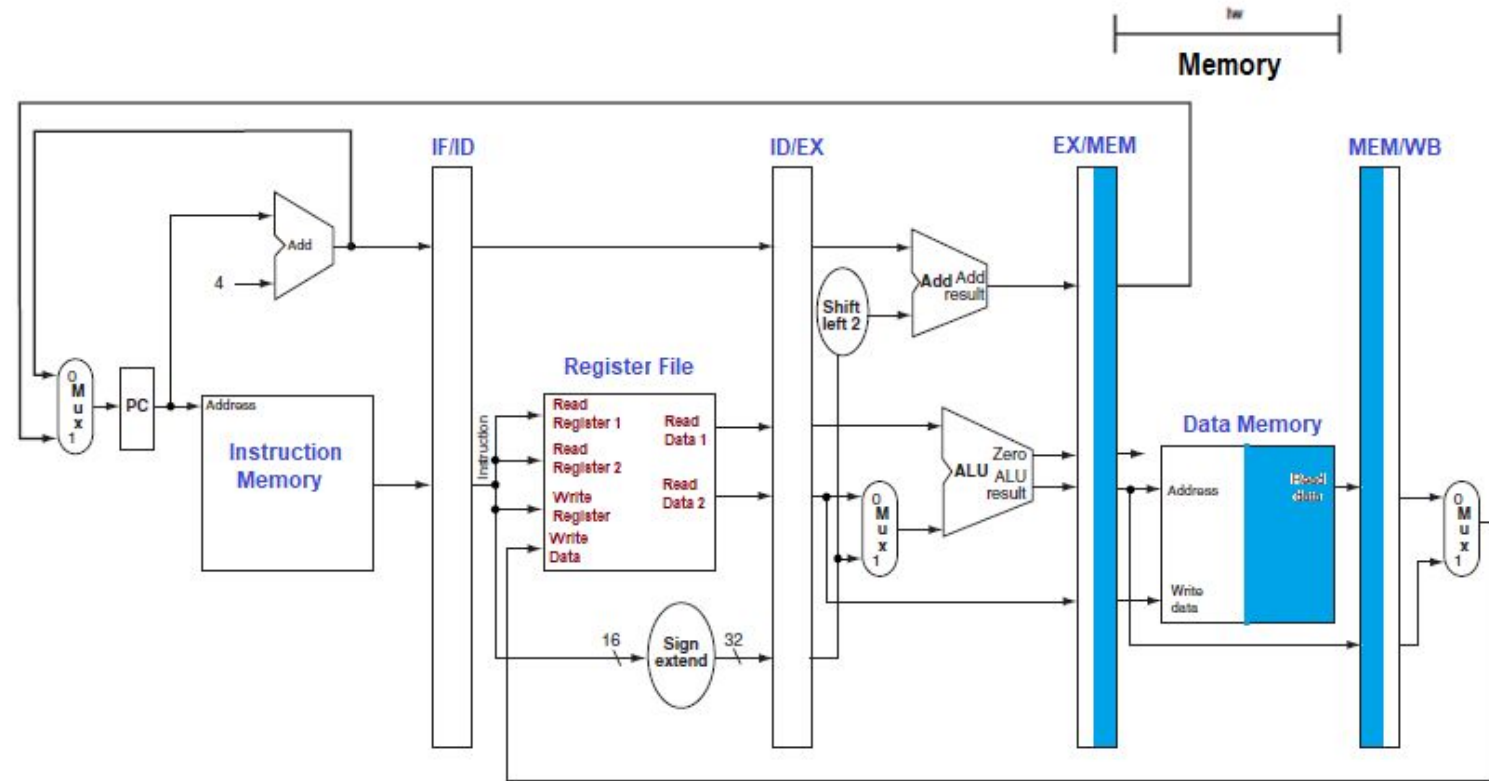 lw
Memory
IF/ID
ID/EX
EX/MEM
MEM/WB
Add
4
Add Add
result
Shift
left 2
0
M
u
x
1
PC
Address
Instruction
Memory
Instruction
Register File
Read
Register 1
Read
Register 2
Write
Register
Write
Data
Read
Data 1
Read
Data 2
16
Sign
extend
32
0
M
u
x
1
Zero
ALU ALU
result
Data Memory
Address
Read
data
Write
data
0
M
u
x
1